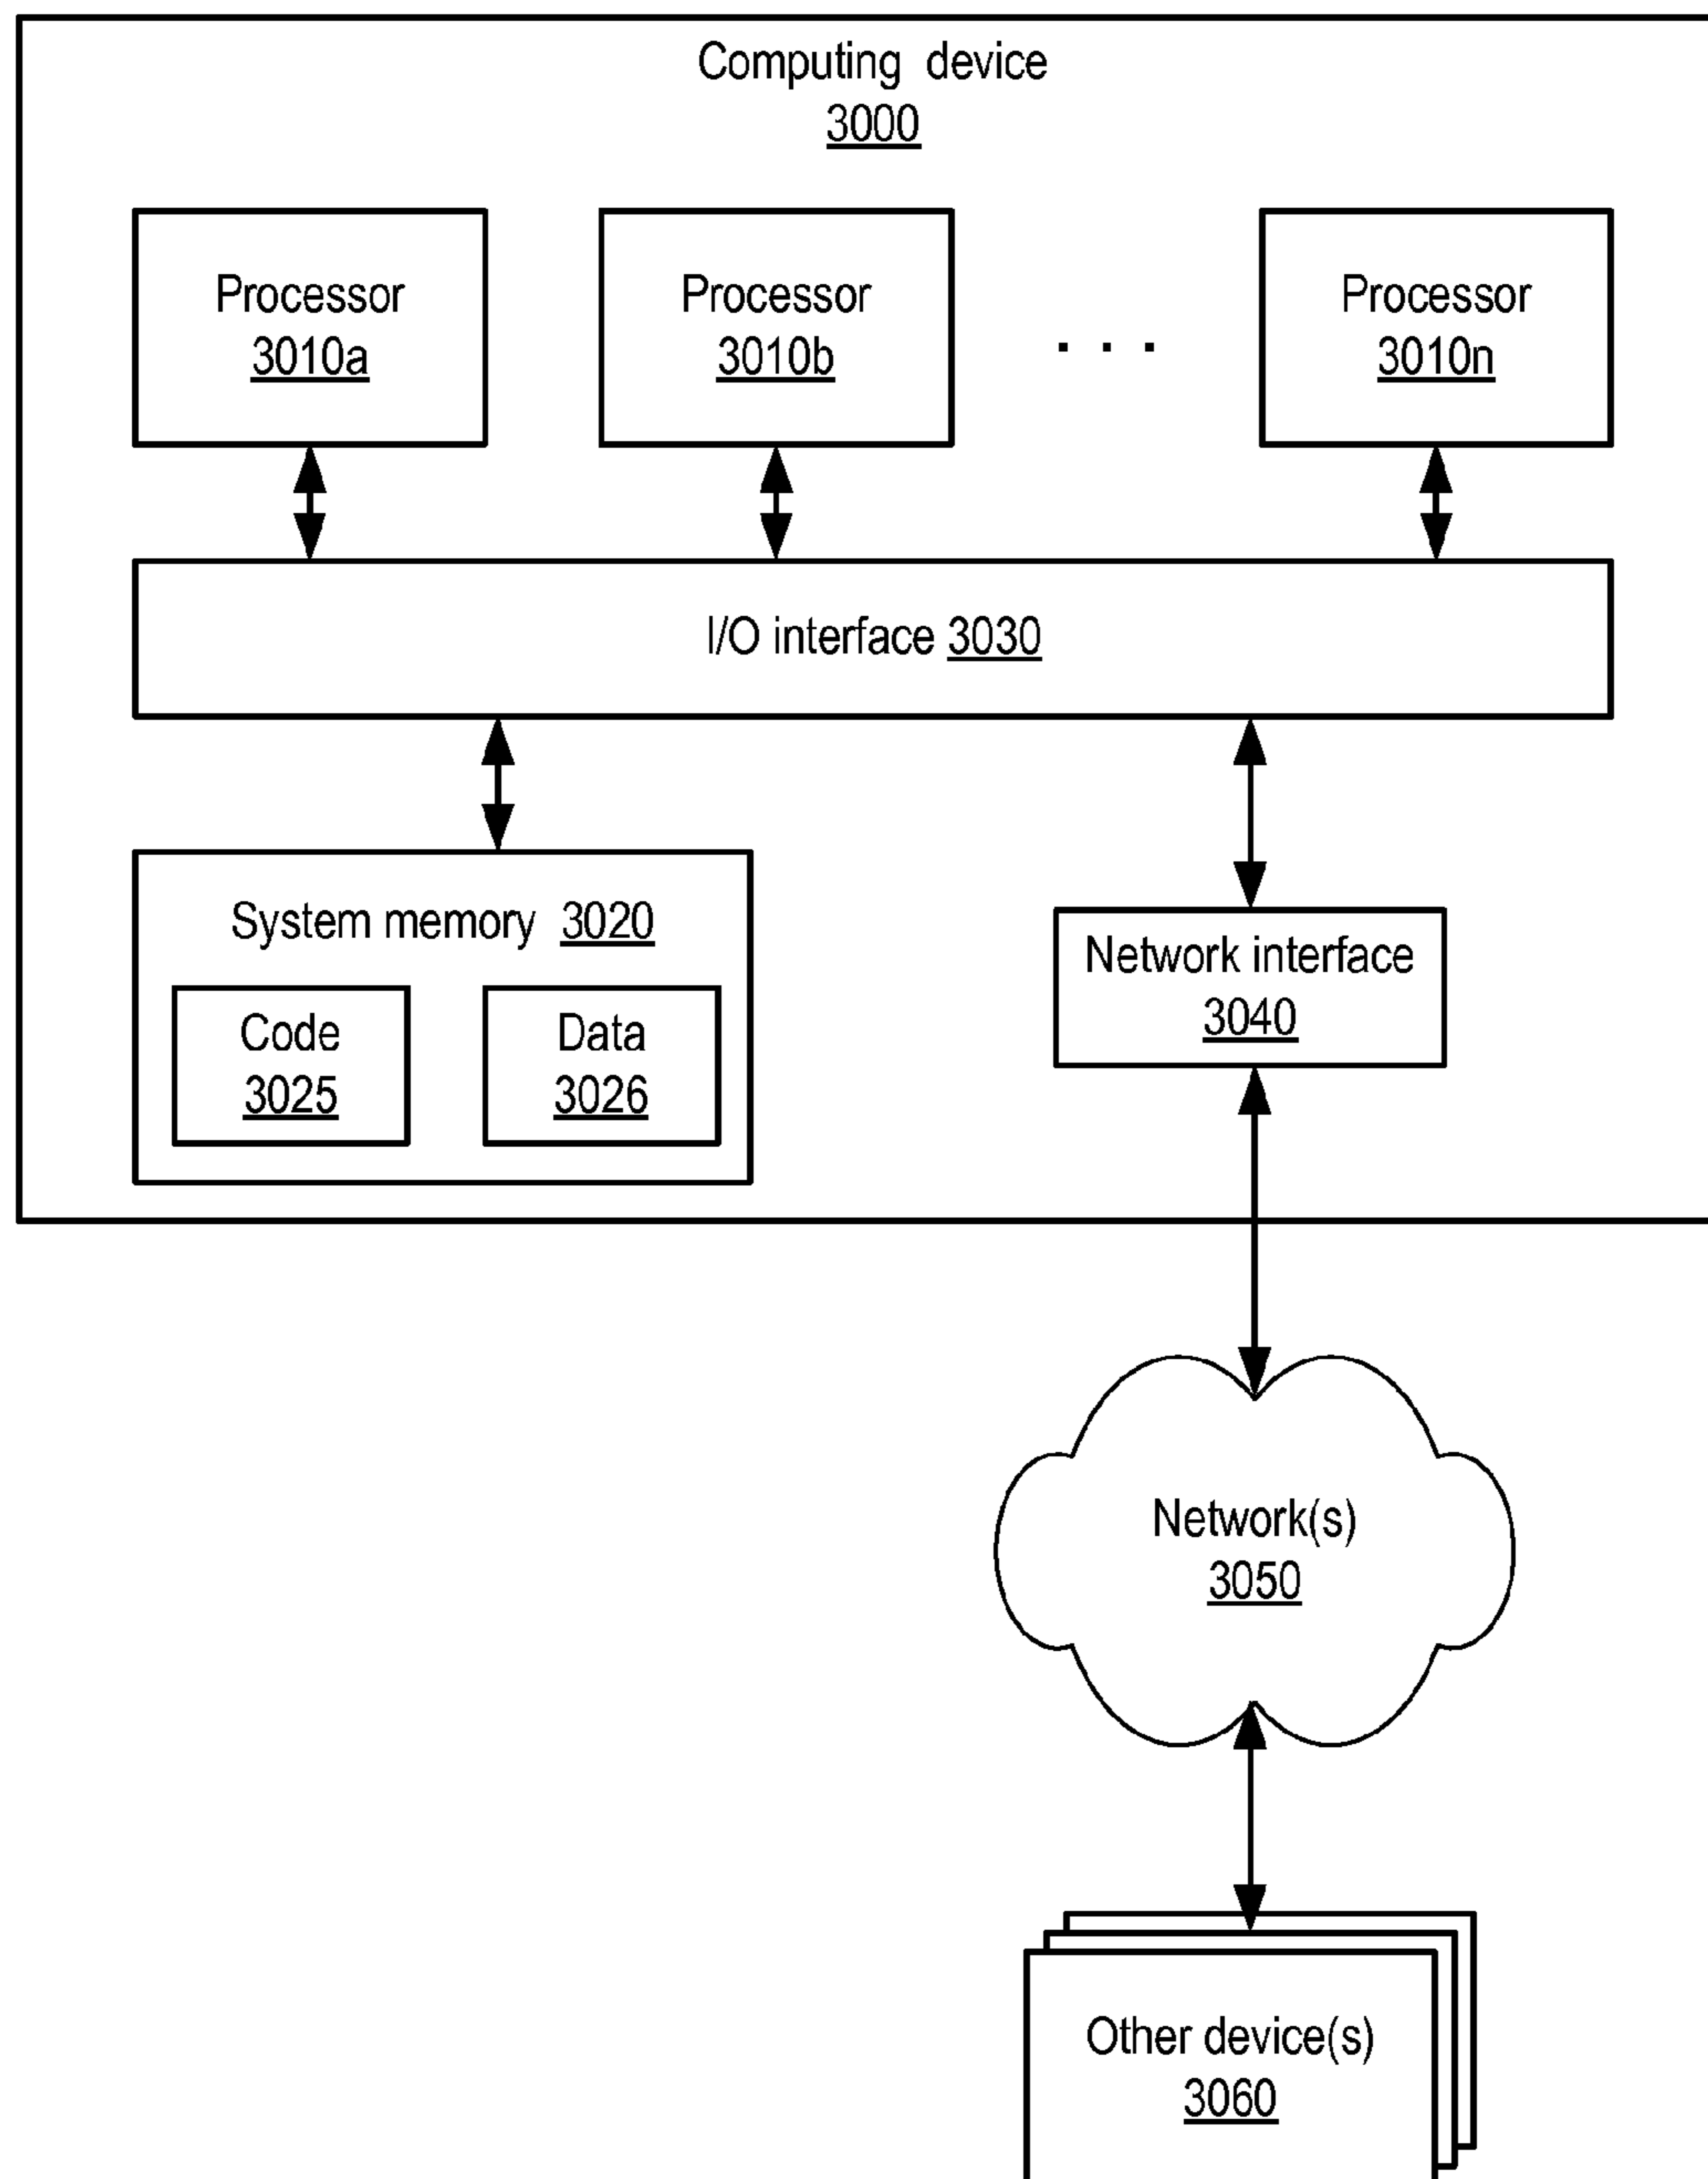 Computing device
3000
Processor
3010a
Processor
3010b
. . .
Processor
3010n
I/O interface 3030
System memory 3020
Code
3025
Data
3026
Network interface
3040
Network(s)
3050
Other device(s)
3060